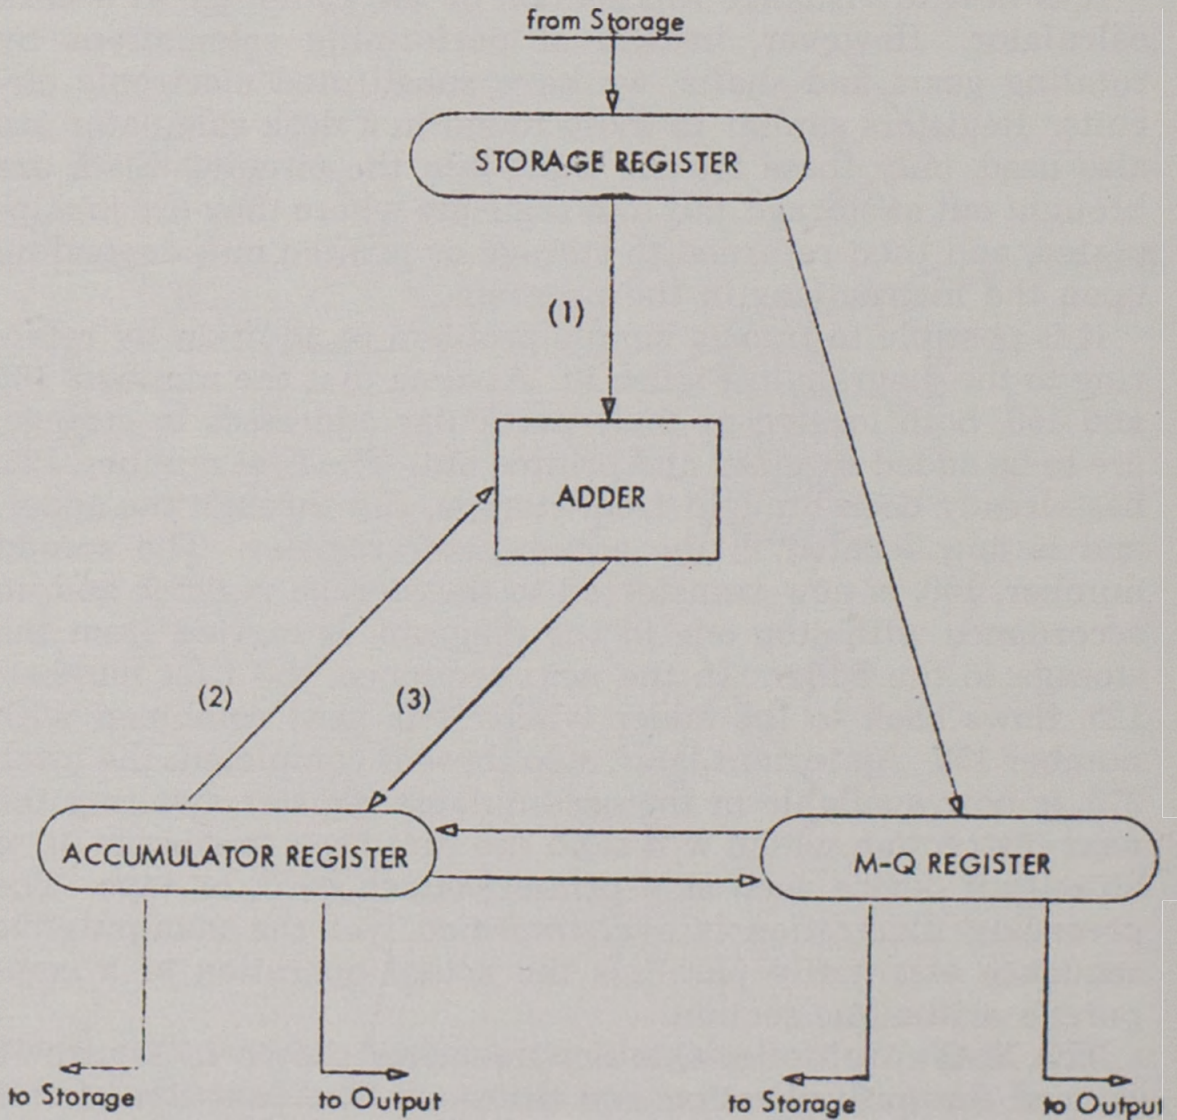 from Storage
STORAGE REGISTER
(1)
ADDER
(2)
(3)
ACCUMULATOR REGISTER
M-Q REGISTER
to Storage
to Output
to Storage
to Output